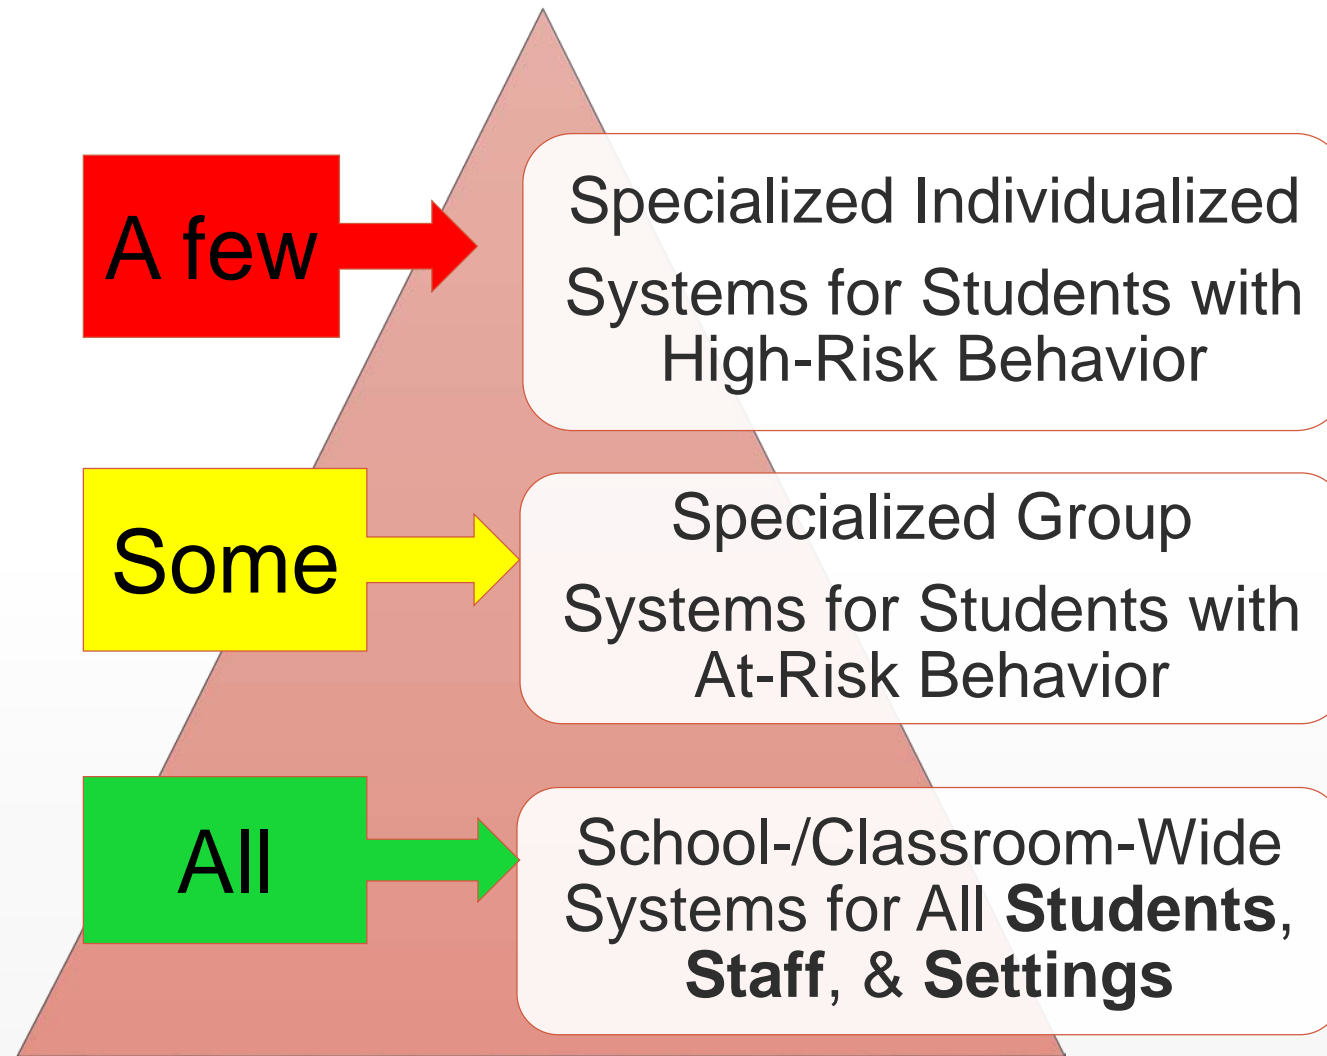 A few
Specialized Individualized
Systems for Students with
High-Risk Behavior
Some
Specialized Group
Systems for Students with
At-Risk Behavior
All
School-/Classroom-Wide
Systems for All Students,
Staff, & Settings